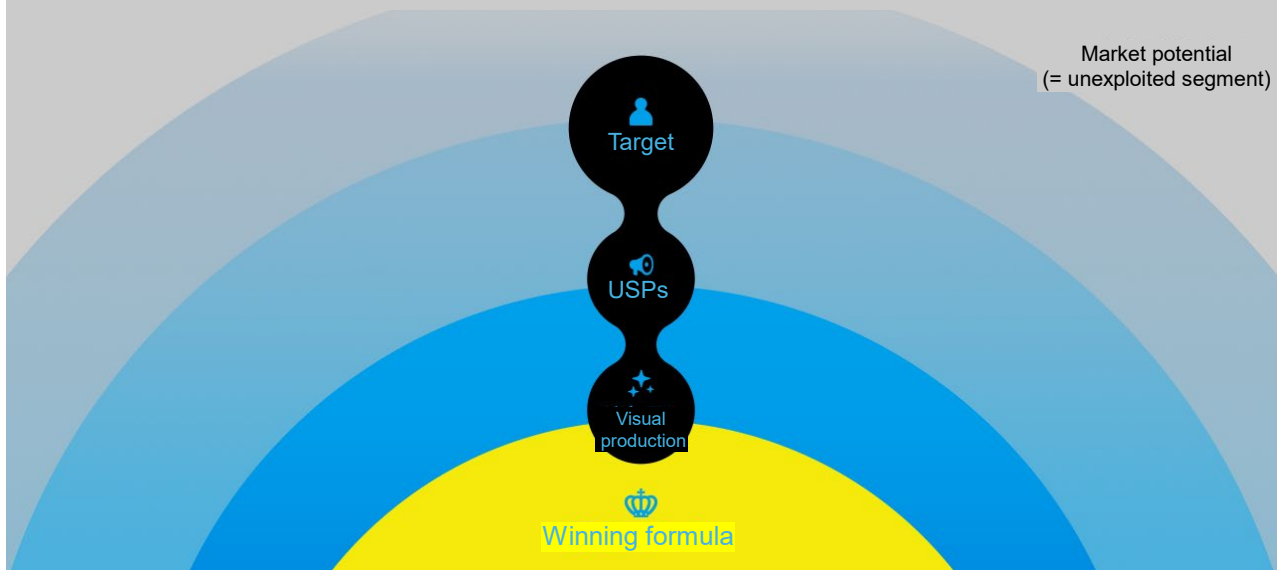 Market potential
(= unexploited segment)
Target
USPs
Visual
production
Winning formula